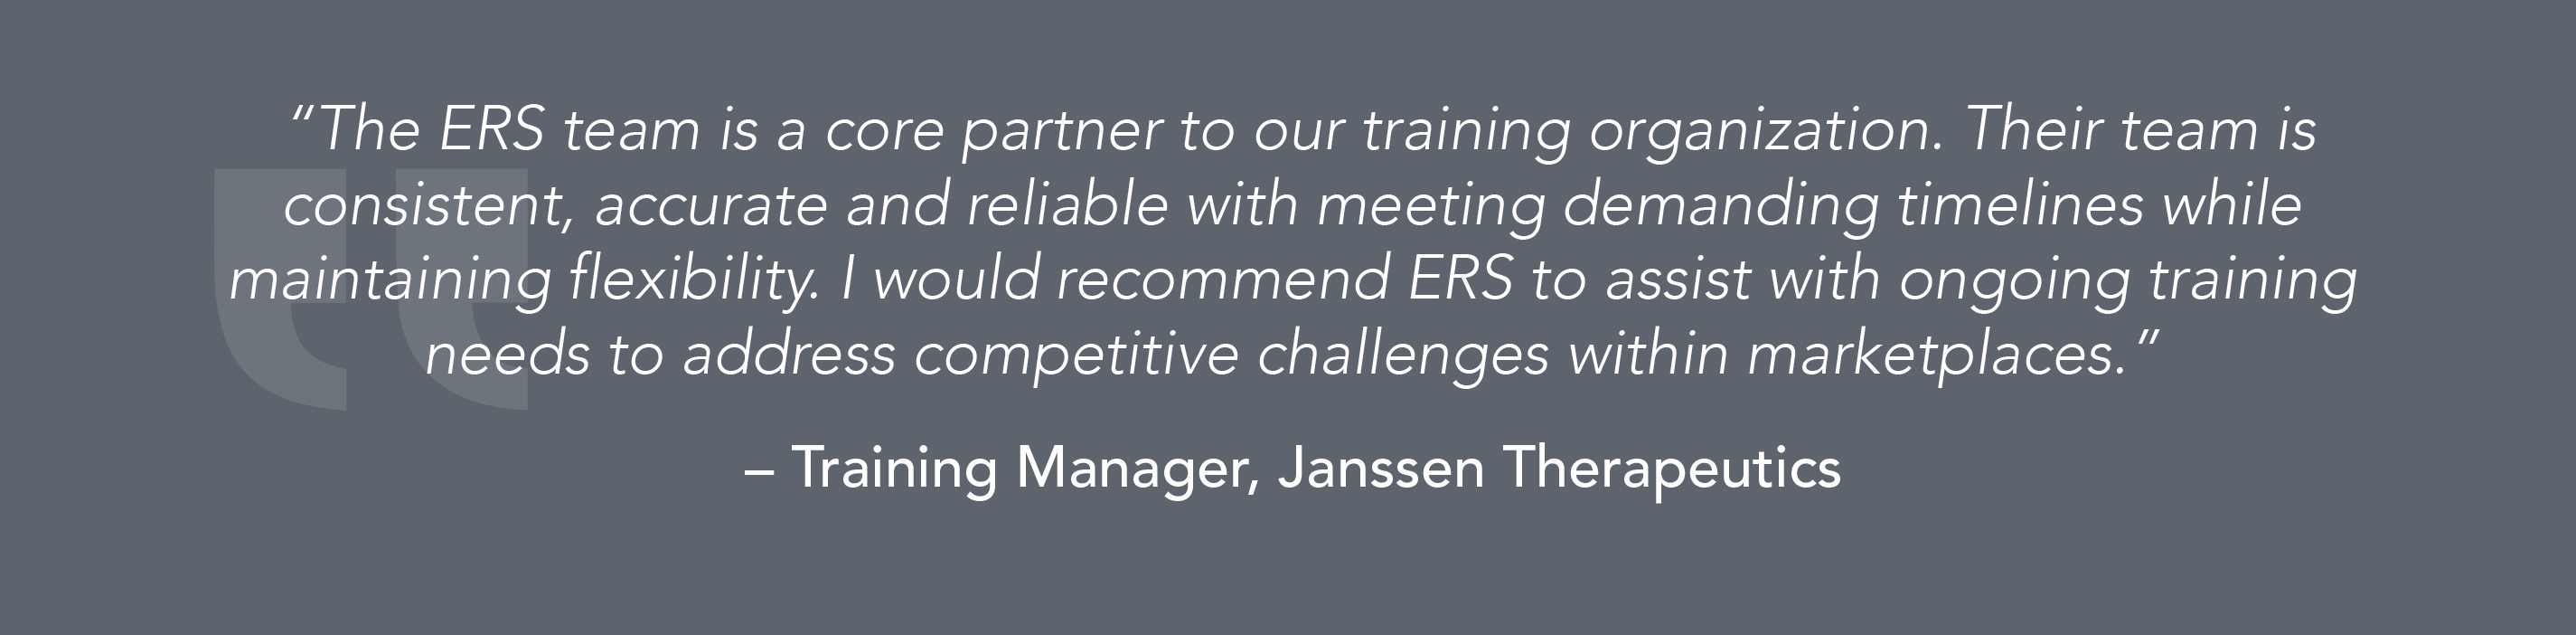 “The ERS team is a core partner to our training organization. Their team is
consistent, accurate and reliable with meeting demanding timelines while
maintaining flexibility. I would recommend ERS to assist with ongoing training
needs to address competitive challenges within marketplaces.”
– Training Manager, Janssen Therapeutics